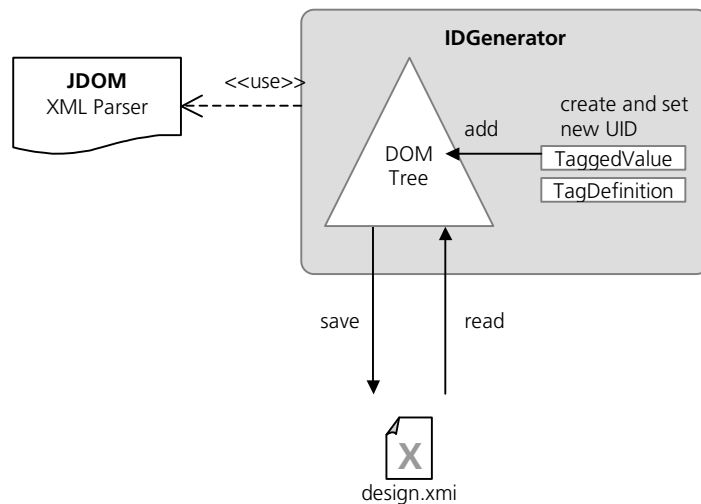 IDGenerator
JDOM
XML Parser
<<use>>
create and set
new UID
add
DOM
Tree
TaggedValue
TagDefinition
save
read
X
design.xmi